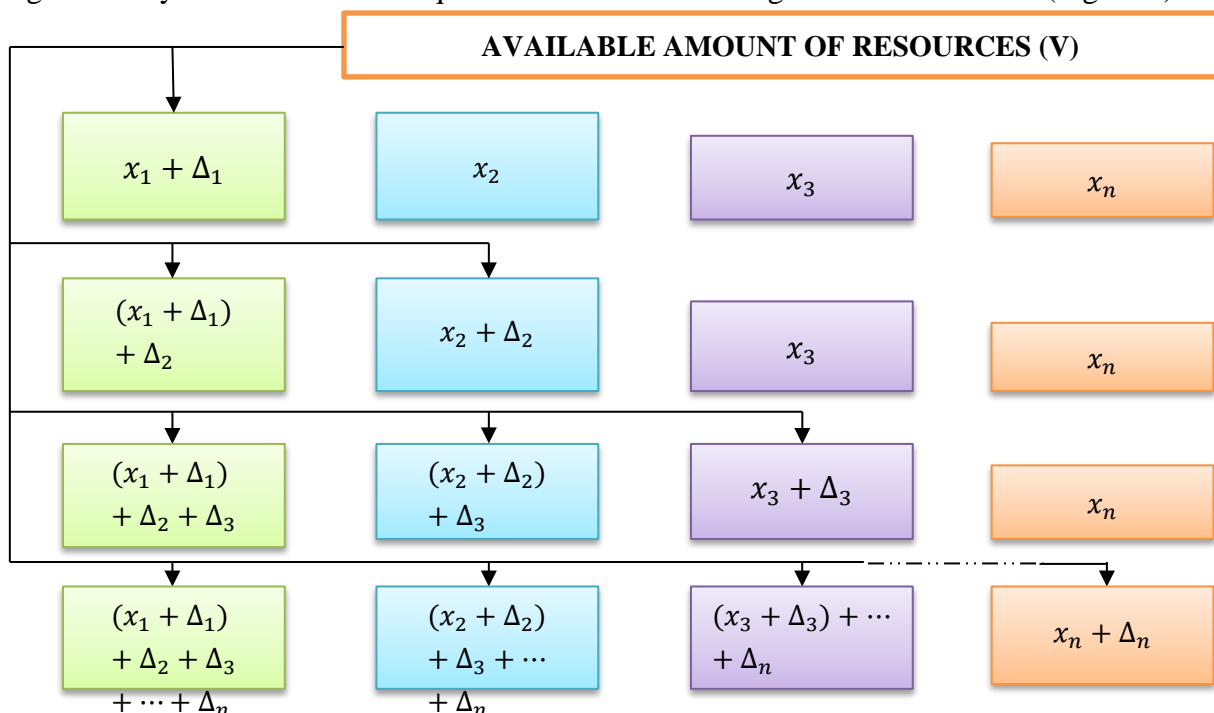 AVAILABLE AMOUNT OF RESOURCES (V)
x₁ + Δ₁
x₂
x₃
xₙ
(x₁ + Δ₁)
+ Δ₂
x₂ + Δ₂
x₃
xₙ
(x₁ + Δ₁)
+ Δ₂ + Δ₃
(x₂ + Δ₂)
+ Δ₃
x₃ + Δ₃
xₙ
(x₁ + Δ₁)
+ Δ₂ + Δ₃
+ ⋯ + Δₙ
(x₂ + Δ₂)
+ Δ₃ + ⋯
+ Δₙ
(x₃ + Δ₃) + ⋯
+ Δₙ
xₙ + Δₙ